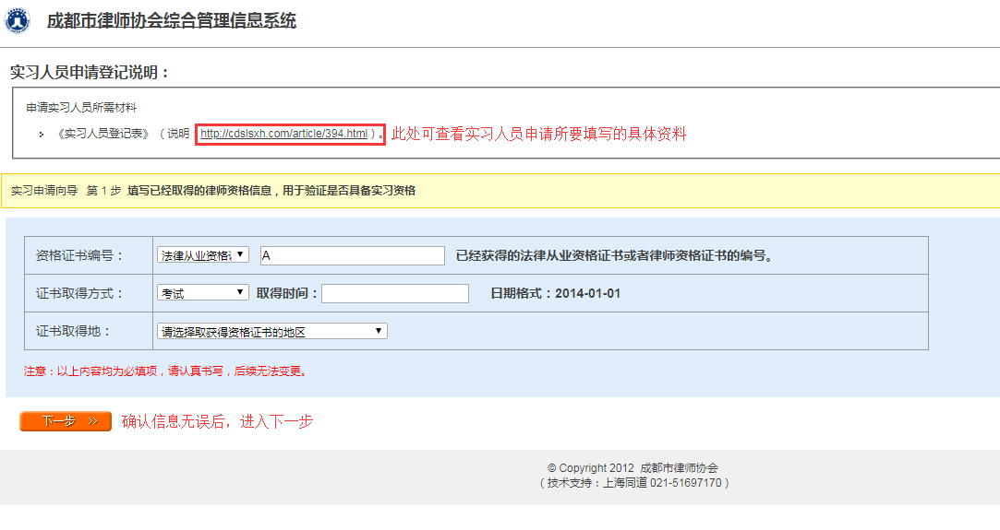 成都市律师协会综合管理信息系统
实习人员申请登记说明：
申请实习人员所需材料
《实习人员登记表》（说明 http://cdslsxh.com/article/394.html）。 此处可查看实习人员申请所要填写的具体资料
实习申请向导 第 1 步 填写已经取得的律师资格信息，用于验证是否具备实习资格
资格证书编号： 法律从业资格 A 已经获得的法律从业资格证书或者律师资格证书的编号。
证书取得方式： 考试 取得时间： 日期格式：2014-01-01
证书取得地： 请选择取获得资格证书的地区
注意：以上内容均为必填项，请认真书写，后续无法变更。
下一步 >> 确认信息无误后，进入下一步
© Copyright 2012 成都市律师协会
（技术支持：上海同道 021-51697170）